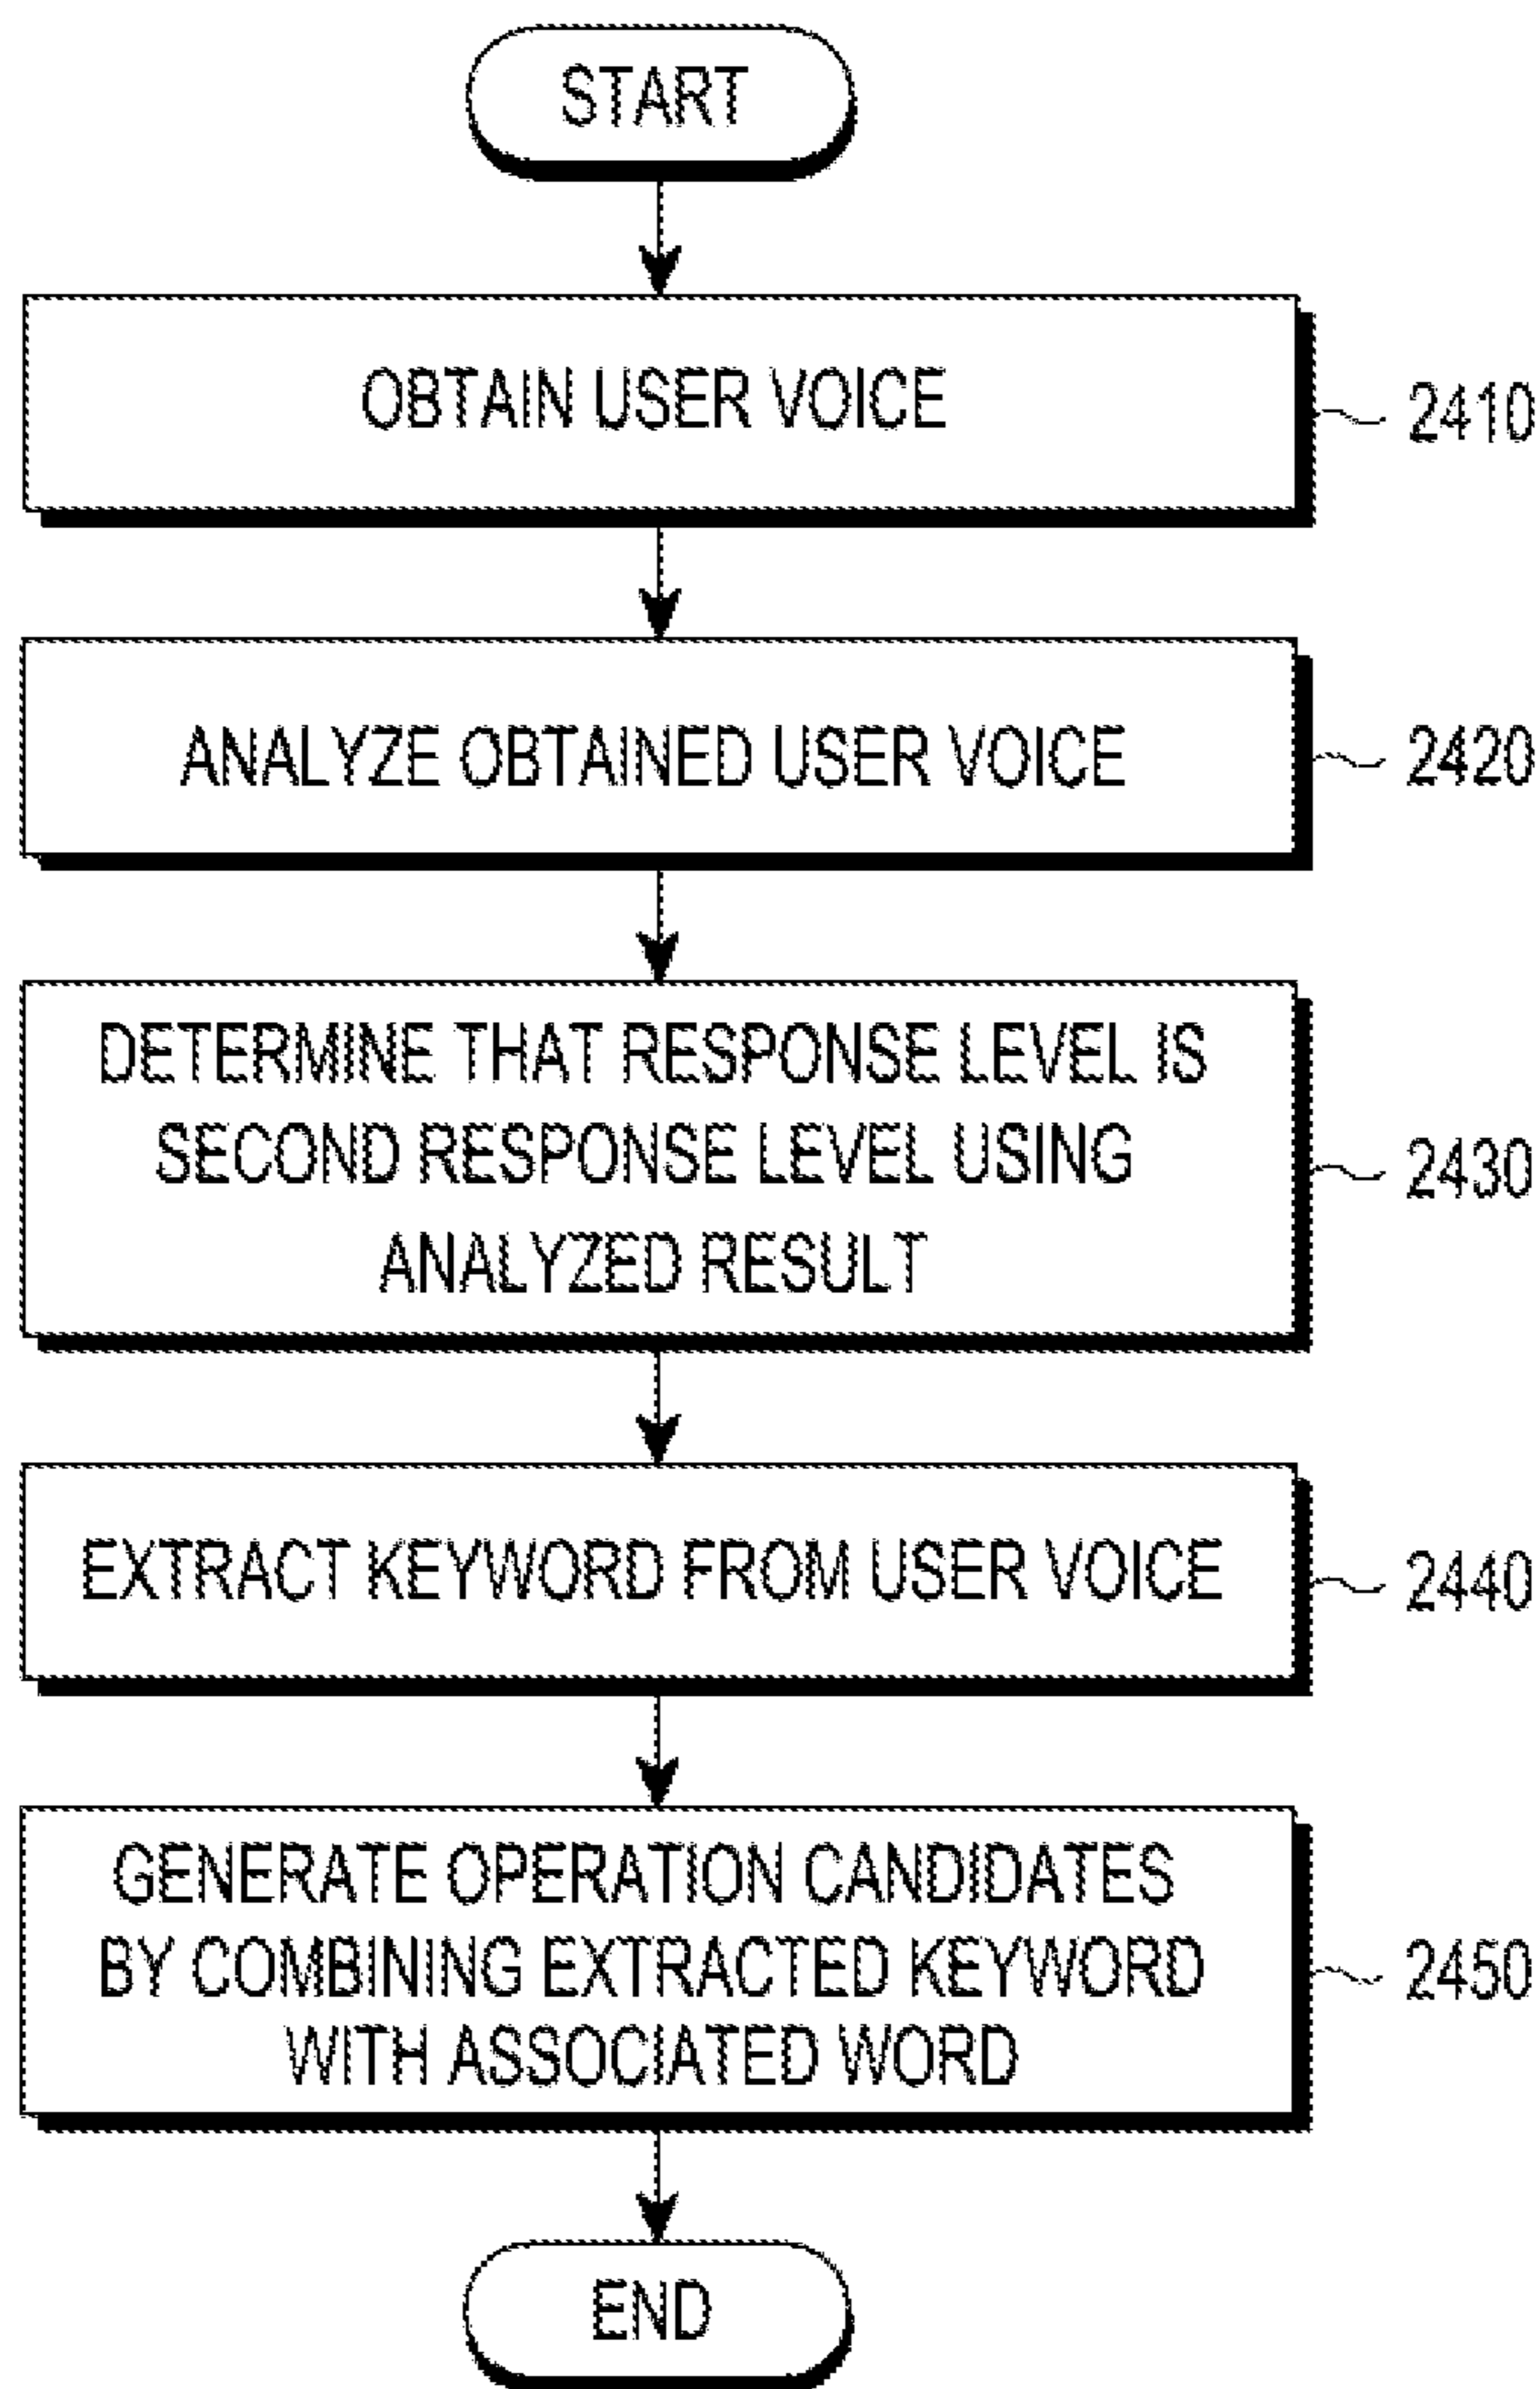 START
OBTAIN USER VOICE
2410
ANALYZE OBTAINED USER VOICE
2420
DETERMINE THAT RESPONSE LEVEL IS
SECOND RESPONSE LEVEL USING
ANALYZED RESULT
2430
EXTRACT KEYWORD FROM USER VOICE
2440
GENERATE OPERATION CANDIDATES
BY COMBINING EXTRACTED KEYWORD
WITH ASSOCIATED WORD
2450
END